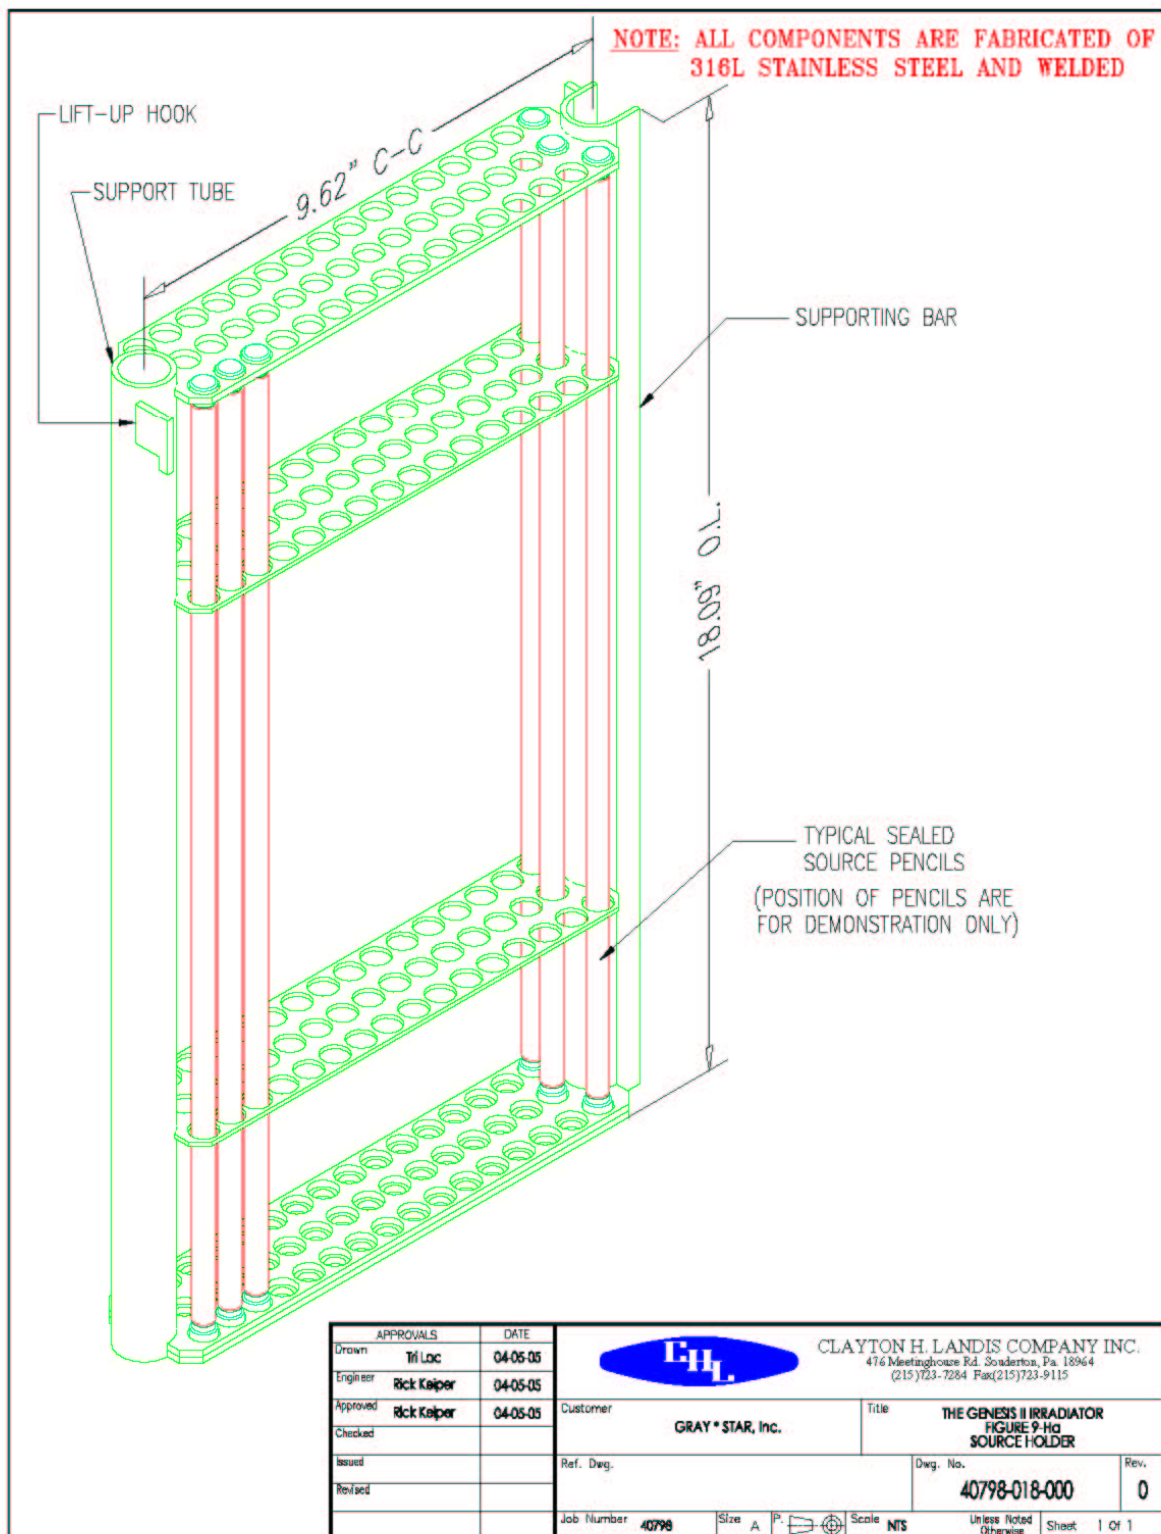 NOTE: ALL COMPONENTS ARE FABRICATED OF
316L STAINLESS STEEL AND WELDED
LIFT-UP HOOK
SUPPORT TUBE
9.62" C-C
SUPPORTING BAR
18.09" O.L.
TYPICAL SEALED
SOURCE PENCILS
(POSITION OF PENCILS ARE
FOR DEMONSTRATION ONLY)
APPROVALS DATE
Drawn Tri Loc 04-05-05
Engineer Rick Keiper 04-05-05
Approved Rick Keiper 04-05-05
Checked
Issued
Revised
CHL
CLAYTON H. LANDIS COMPANY INC.
476 Meetinghouse Rd. Souderton, Pa. 18964
(215)723-7284 Fax(215)723-9115
Customer
GRAY*STAR, Inc.
Title
THE GENESIS II IRRADIATOR
FIGURE 9-Ha
SOURCE HOLDER
Ref. Dwg.
Dwg. No.
40798-018-000
Rev.
0
Job Number 40798
Size A
P.
Scale NTS
Unless Noted
Otherwise
Sheet 1 Of 1